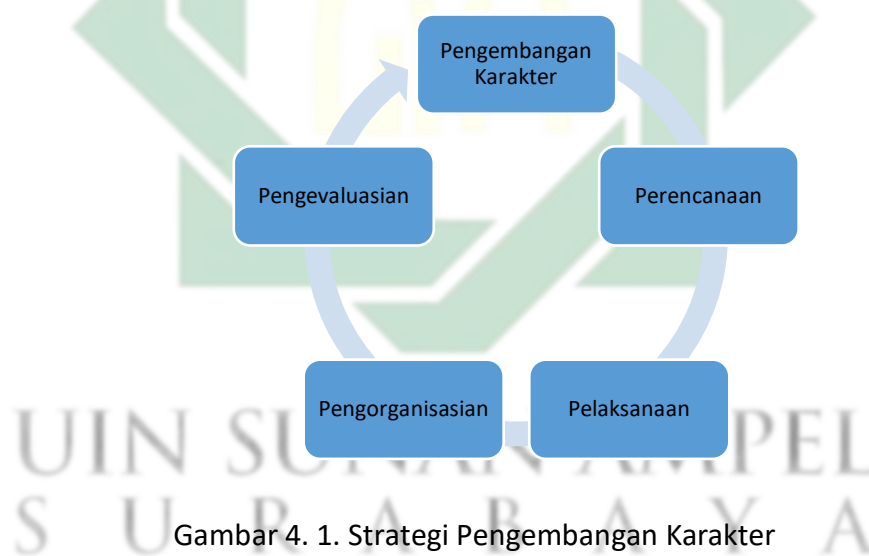 Pengembangan
Karakter
Perencanaan
Pelaksanaan
Pengorganisasian
Pengevaluasian
UIN SUNAN AMPEL
S U R A B A Y A
Gambar 4. 1. Strategi Pengembangan Karakter